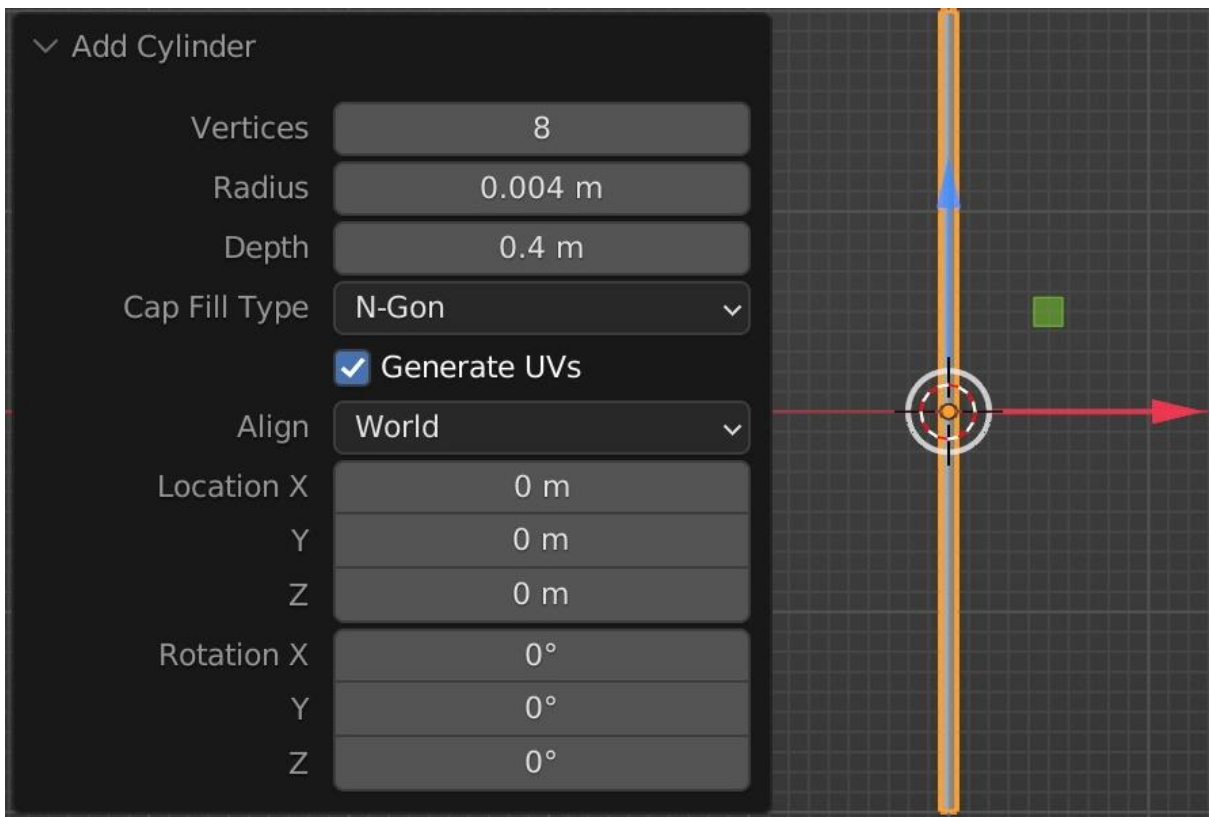 Add Cylinder
Vertices 8
Radius 0.004 m
Depth 0.4 m
Cap Fill Type N-Gon
Generate UVs
Align World
Location X 0 m
Y 0 m
Z 0 m
Rotation X 0°
Y 0°
Z 0°